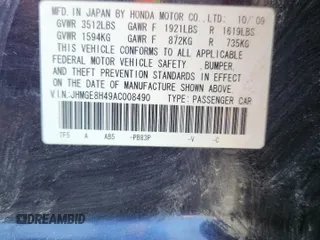 MFD. IN JAPAN BY HONDA MOTOR CO.,LTD. 10/'09
GVWR 3512LBS GAWR F 1921LBS R 1619LBS
GVWR 1594KG GAWR F 872KG R 735KG
THIS VEHICLE CONFORMS TO ALL APPLICABLE
FEDERAL MOTOR VEHICLE SAFETY, BUMPER,
AND THEFT PREVENTION STANDARDS IN EFFECT
ON THE DATE OF MANUFACTURE SHOWN ABOVE.
V.I.N.:JHMGE8H49AC008490 TYPE: PASSENGER CAR
A ABS -PB83P -V -C
DREAMBID